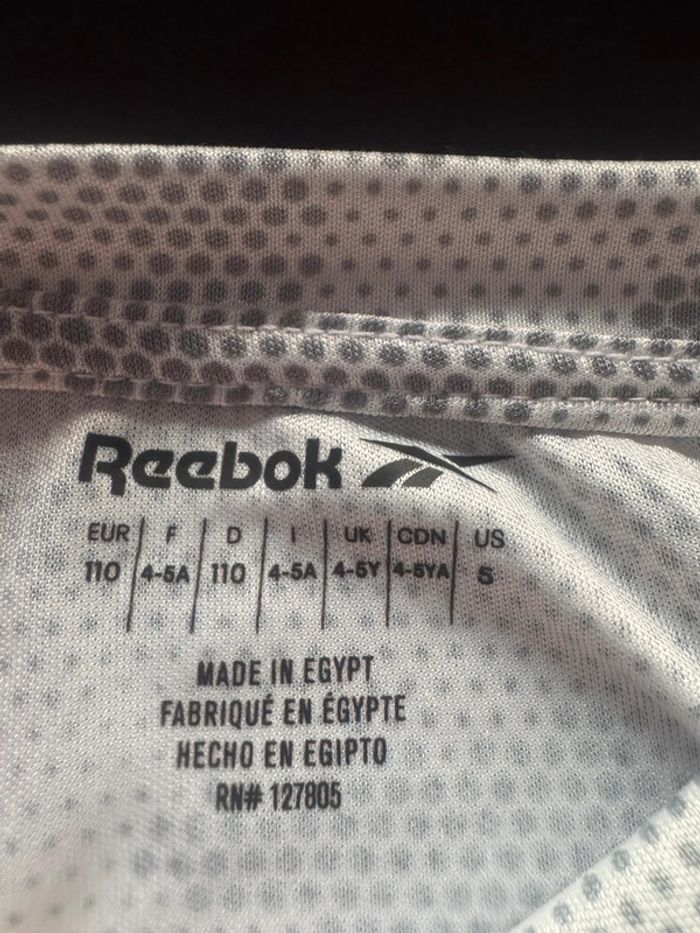 Reebok
EUR F D I UK CDN US
110 4-5A 110 4-5A 4-5Y 4-5YA 5
MADE IN EGYPT
FABRIQUÉ EN ÉGYPTE
HECHO EN EGIPTO
RN# 127805